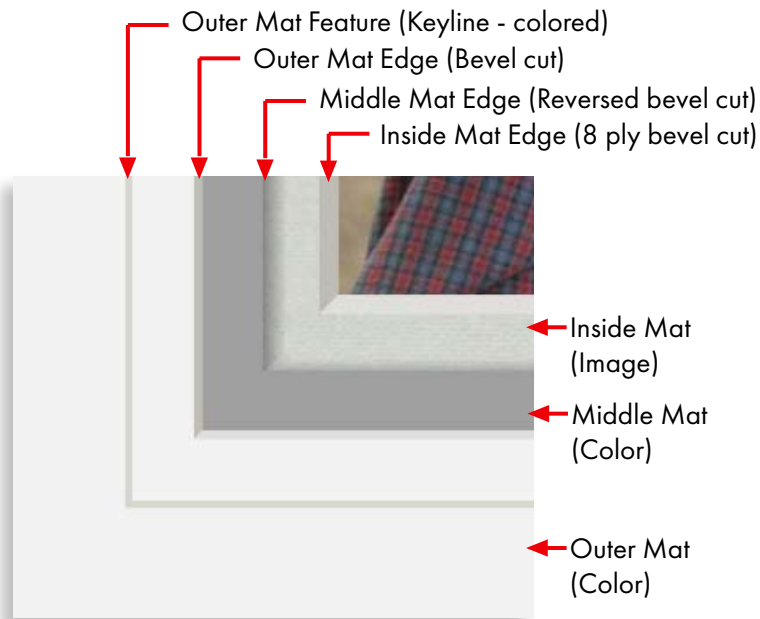 Outer Mat Feature (Keyline - colored)
Outer Mat Edge (Bevel cut)
Middle Mat Edge (Reversed bevel cut)
Inside Mat Edge (8 ply bevel cut)
Inside Mat
(Image)
Middle Mat
(Color)
Outer Mat
(Color)